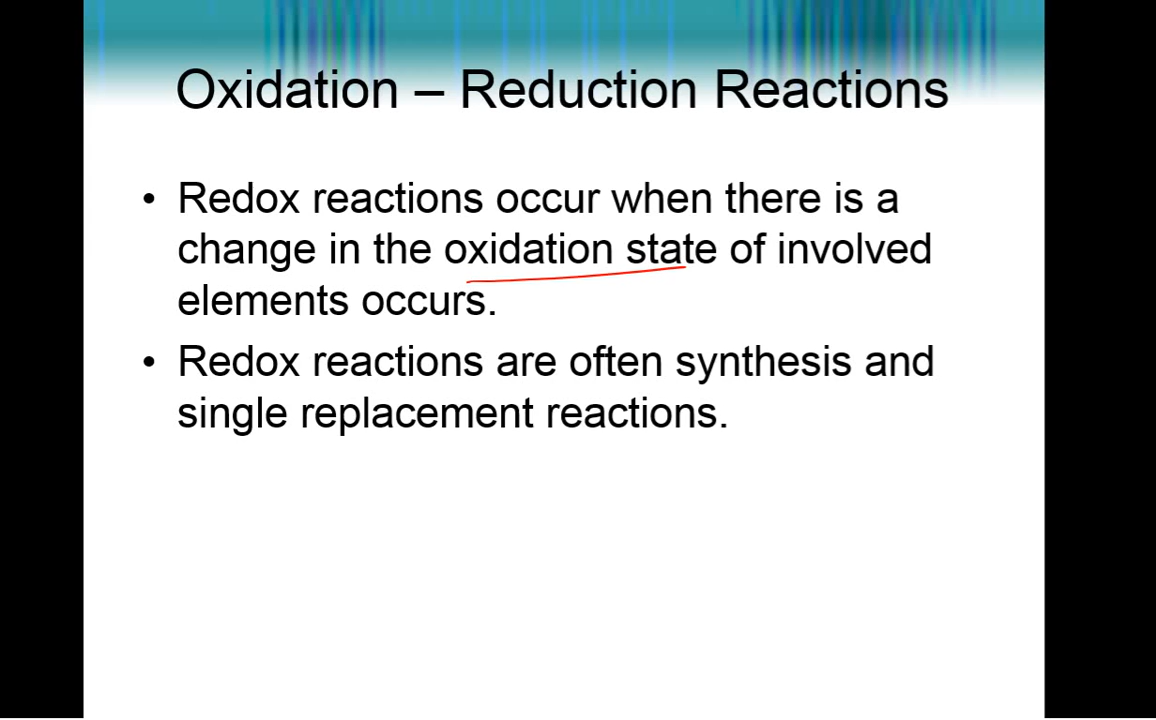 Oxidation – Reduction Reactions
• Redox reactions occur when there is a
change in the oxidation state of involved
elements occurs.
• Redox reactions are often synthesis and
single replacement reactions.